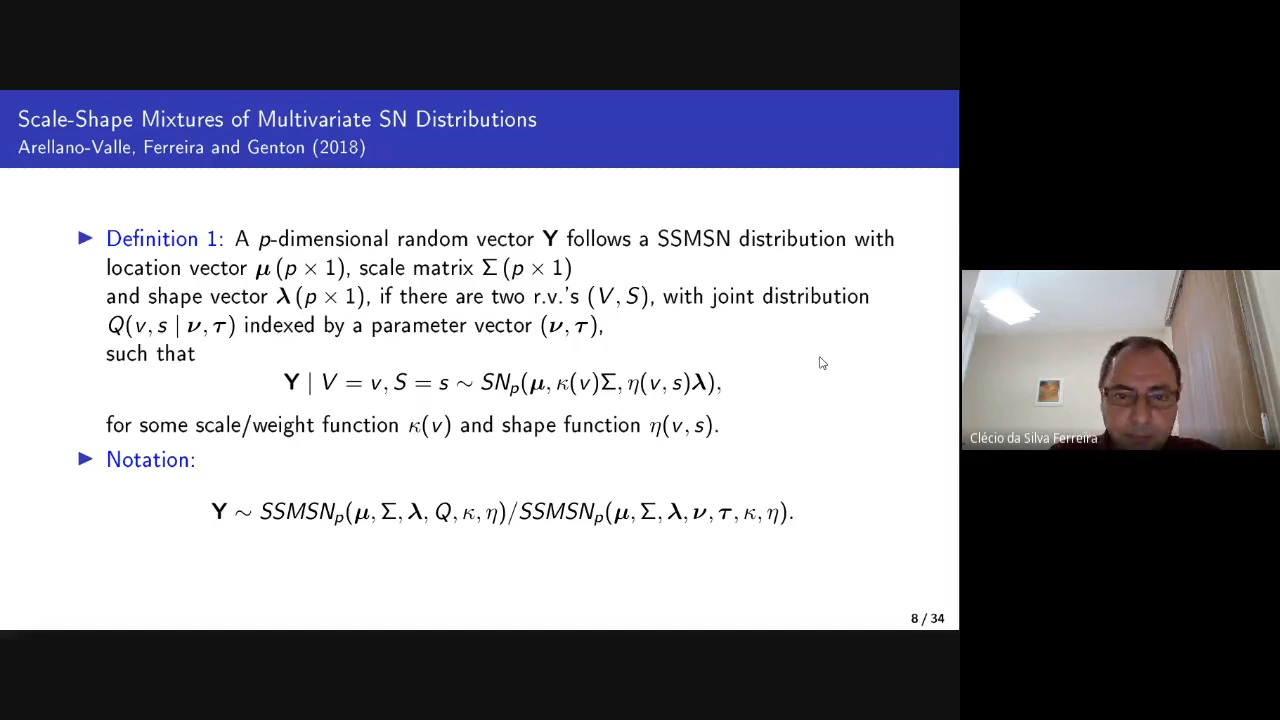 Scale-Shape Mixtures of Multivariate SN Distributions
Arellano-Valle, Ferreira and Genton (2018)
▶ Definition 1: A p-dimensional random vector Y follows a SSMSN distribution with
location vector μ (p × 1), scale matrix Σ (p × 1)
and shape vector λ (p × 1), if there are two r.v.'s (V, S), with joint distribution
Q(v, s | ν, τ) indexed by a parameter vector (ν, τ),
such that
Y | V = v, S = s ∼ SNₚ(μ, κ(v)Σ, η(v, s)λ),
for some scale/weight function κ(v) and shape function η(v, s).
▶ Notation:
Y ∼ SSMSNₚ(μ, Σ, λ, Q, κ, η)/SSMSNₚ(μ, Σ, λ, ν, τ, κ, η).
8 / 34
Clécio da Silva Ferreira